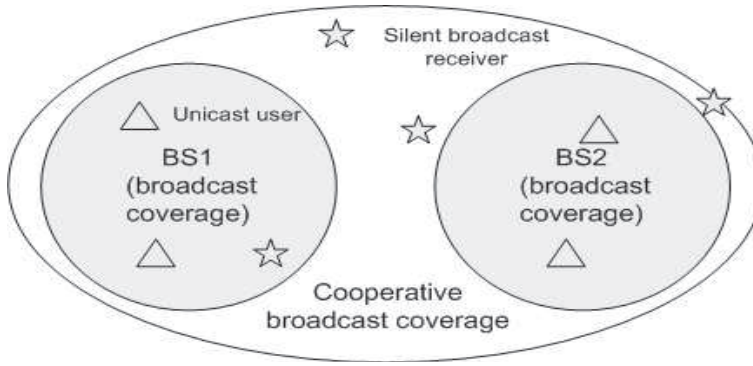 Silent broadcast
receiver
Unicast user
BS1
(broadcast
coverage)
BS2
(broadcast
coverage)
Cooperative
broadcast coverage